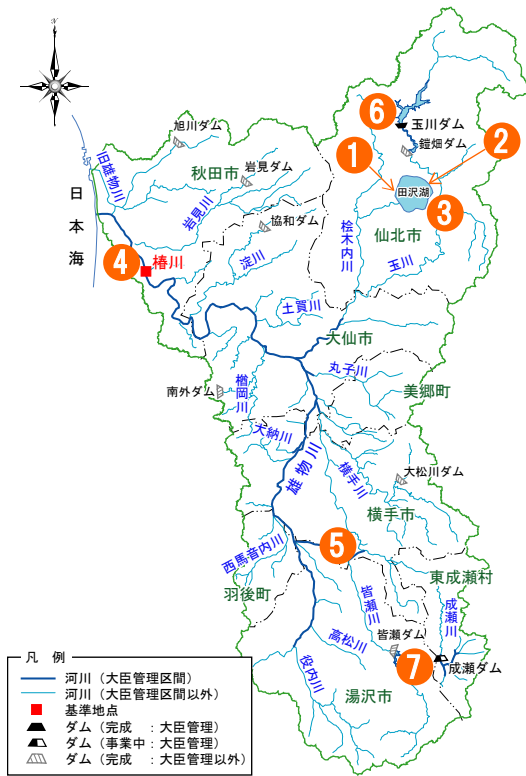 N
6
玉川ダム
旭川ダム
鎧畑ダム
1
2
旧雄物川
秋田市
岩見ダム
田沢湖
日本海
岩見川
3
協和ダム
桧木内川
仙北市
4
椿川
淀川
玉川
土買川
大仙市
丸子川
南外ダム
楢岡川
美郷町
大納川
雄物川
横手川
大松川ダム
横手市
5
西馬音内川
東成瀬村
羽後町
皆瀬川
成瀬川
高松川
皆瀬ダム
7
成瀬ダム
役内川
湯沢市
凡 例
河川(大臣管理区間)
河川(大臣管理区間以外)
基準地点
ダム(完成 :大臣管理)
ダム(事業中:大臣管理)
ダム(完成 :大臣管理以外)